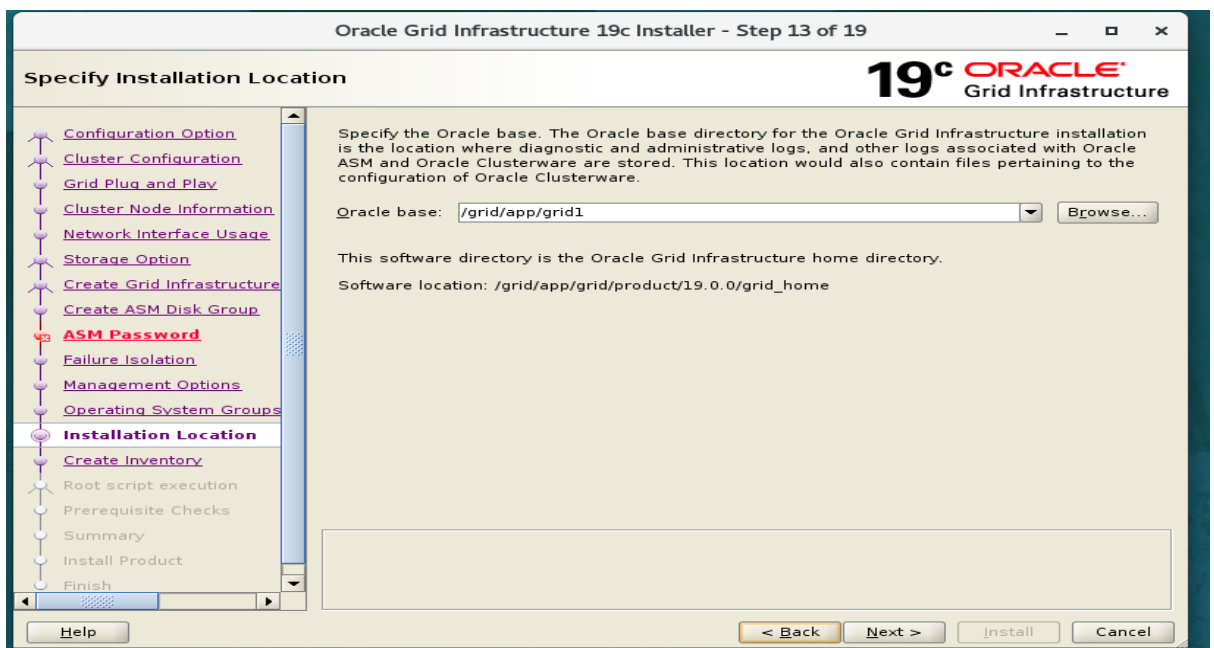 Oracle Grid Infrastructure 19c Installer - Step 13 of 19
Specify Installation Location
19c ORACLE
Grid Infrastructure
Configuration Option
Cluster Configuration
Grid Plug and Play
Cluster Node Information
Network Interface Usage
Storage Option
Create Grid Infrastructure
Create ASM Disk Group
ASM Password
Failure Isolation
Management Options
Operating System Groups
Installation Location
Create Inventory
Root script execution
Prerequisite Checks
Summary
Install Product
Finish
Specify the Oracle base. The Oracle base directory for the Oracle Grid Infrastructure installation
is the location where diagnostic and administrative logs, and other logs associated with Oracle
ASM and Oracle Clusterware are stored. This location would also contain files pertaining to the
configuration of Oracle Clusterware.
Oracle base: /grid/app/grid1 Browse...
This software directory is the Oracle Grid Infrastructure home directory.
Software location: /grid/app/grid/product/19.0.0/grid_home
Help < Back Next > Install Cancel